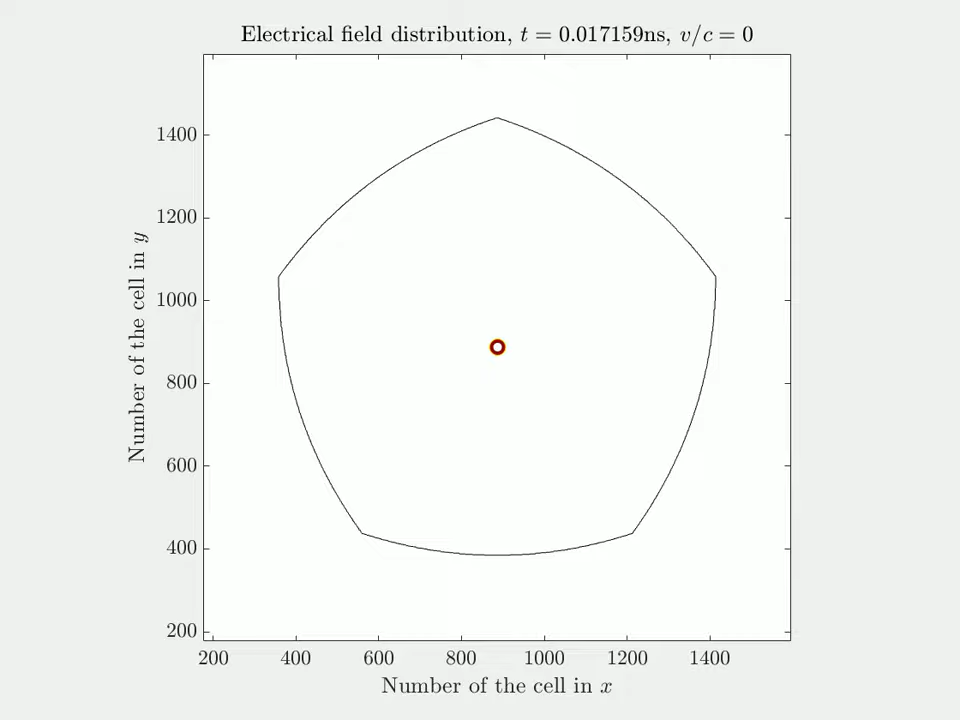 Electrical field distribution, t = 0.017159ns, v/c = 0
Number of the cell in y
1400
1200
1000
800
600
400
200
200 400 600 800 1000 1200 1400
Number of the cell in x